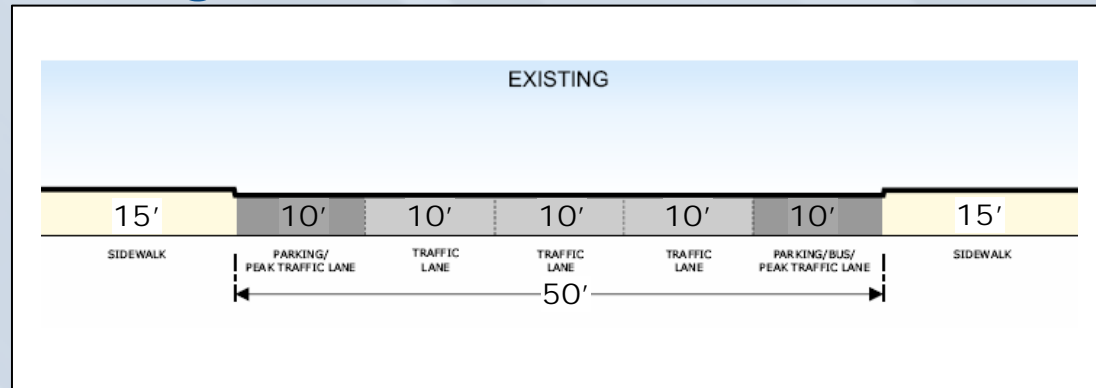 EXISTING
15' 10' 10' 10' 10' 10' 15'
SIDEWALK
PARKING/
PEAK TRAFFIC LANE
TRAFFIC
LANE
TRAFFIC
LANE
TRAFFIC
LANE
PARKING/BUS/
PEAK TRAFFIC LANE
SIDEWALK
50'